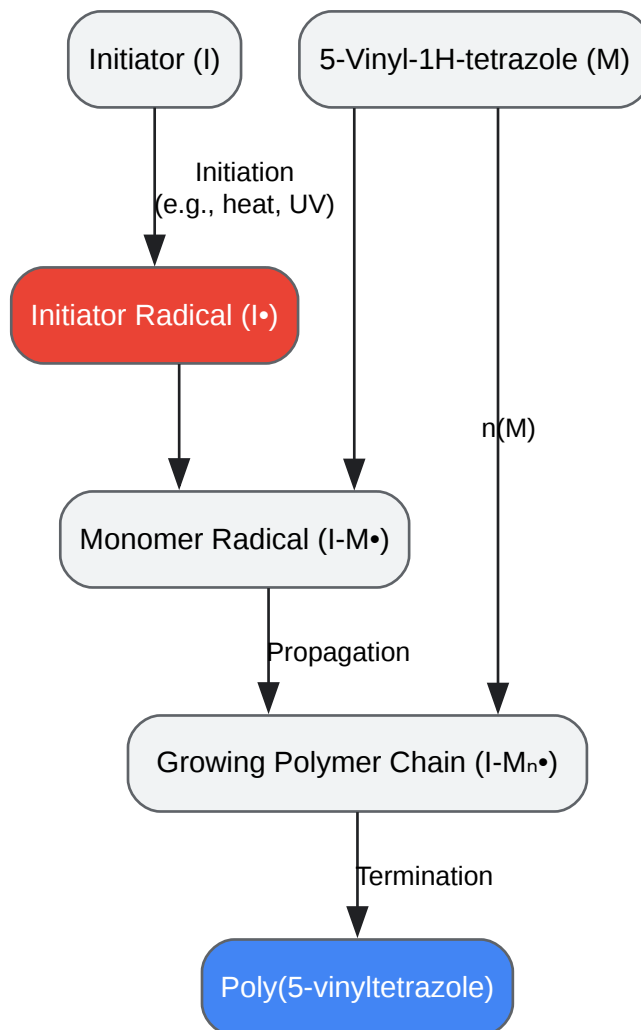 Initiator (I)
5-Vinyl-1H-tetrazole (M)
Initiation
(e.g., heat, UV)
Initiator Radical (I•)
n(M)
Monomer Radical (I-M•)
Propagation
Growing Polymer Chain (I-Mₙ•)
Termination
Poly(5-vinyltetrazole)